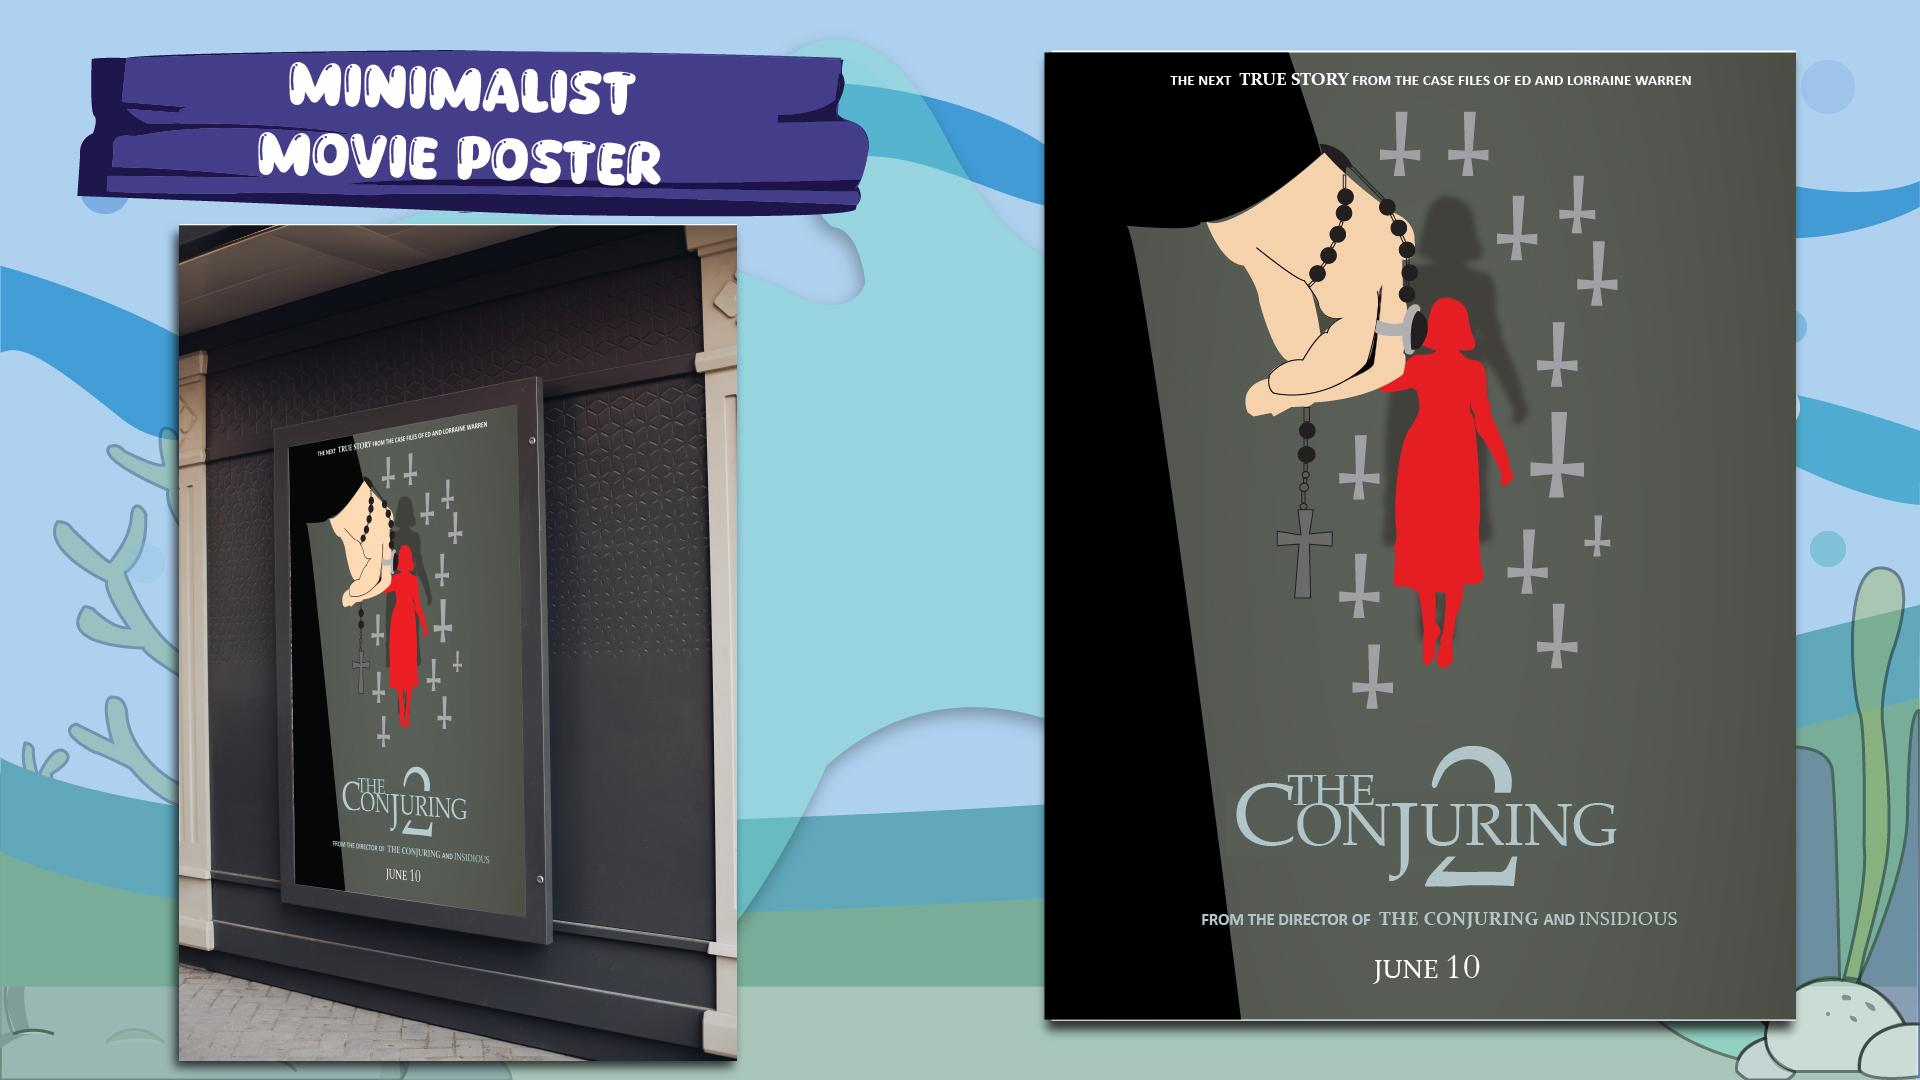 MINIMALIST
MOVIE POSTER
THE NEXT TRUE STORY FROM THE CASE FILES OF ED AND LORRAINE WARREN
THE
CONJURING
2
FROM THE DIRECTOR OF THE CONJURING AND INSIDIOUS
JUNE 10
THE NEXT TRUE STORY FROM THE CASE FILES OF ED AND LORRAINE WARREN
THE
CONJURING
2
FROM THE DIRECTOR OF THE CONJURING AND INSIDIOUS
JUNE 10